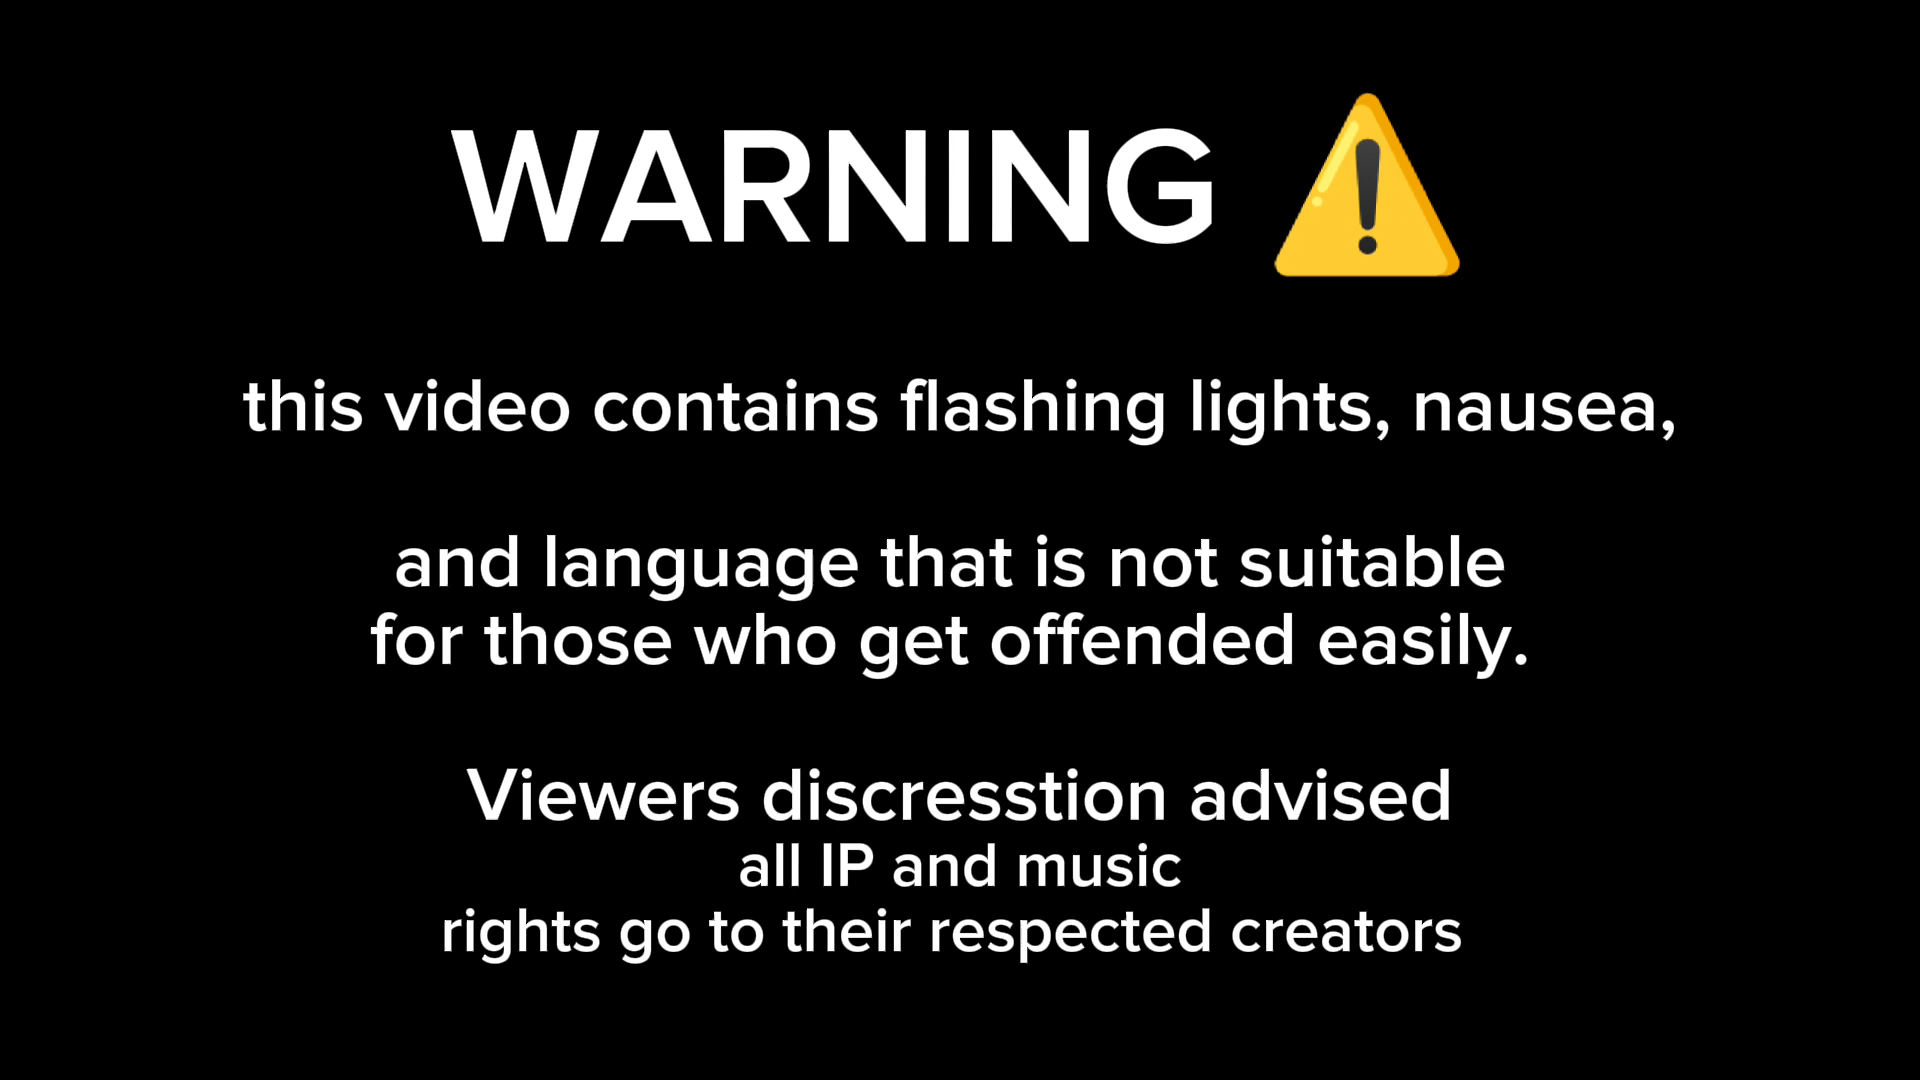 WARNING ⚠️
this video contains flashing lights, nausea,
and language that is not suitable
for those who get offended easily.
Viewers discresstion advised
all IP and music
rights go to their respected creators